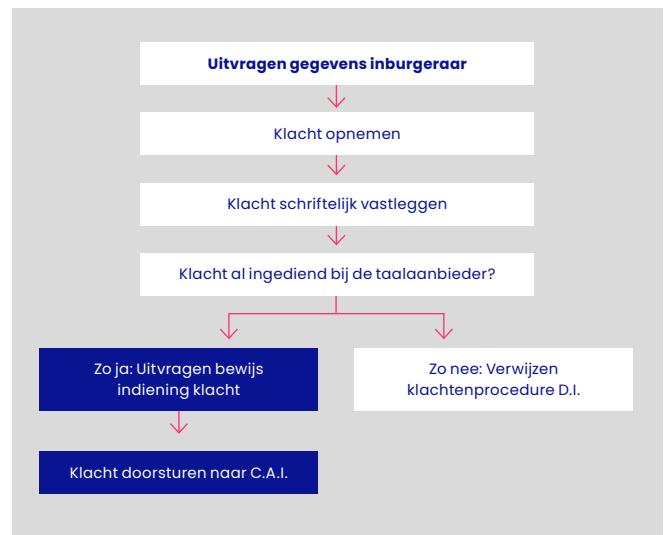 Uitvragen gegevens inburgeraar
Klacht opnemen
Klacht schriftelijk vastleggen
Klacht al ingediend bij de taalaanbieder?
Zo ja: Uitvragen bewijs
indiening klacht
Zo nee: Verwijzen
klachtenprocedure D.I.
Klacht doorsturen naar C.A.I.